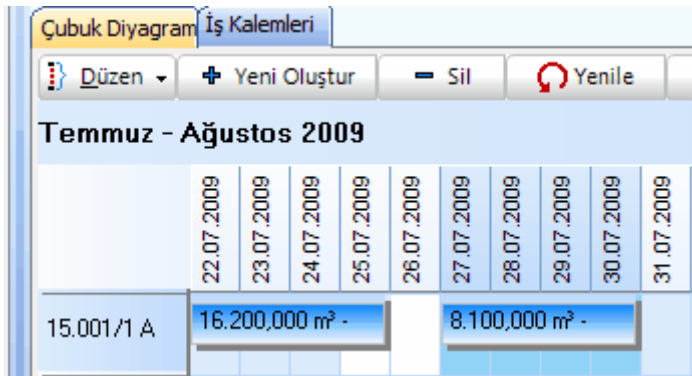 Çubuk Diyagram İş Kalemleri
Düzen Yeni Oluştur Sil Yenile
Temmuz - Ağustos 2009
22.07.2009 23.07.2009 24.07.2009 25.07.2009 26.07.2009 27.07.2009 28.07.2009 29.07.2009 30.07.2009 31.07.2009
15.001/1 A 16.200,000 m³ - 8.100,000 m³ -